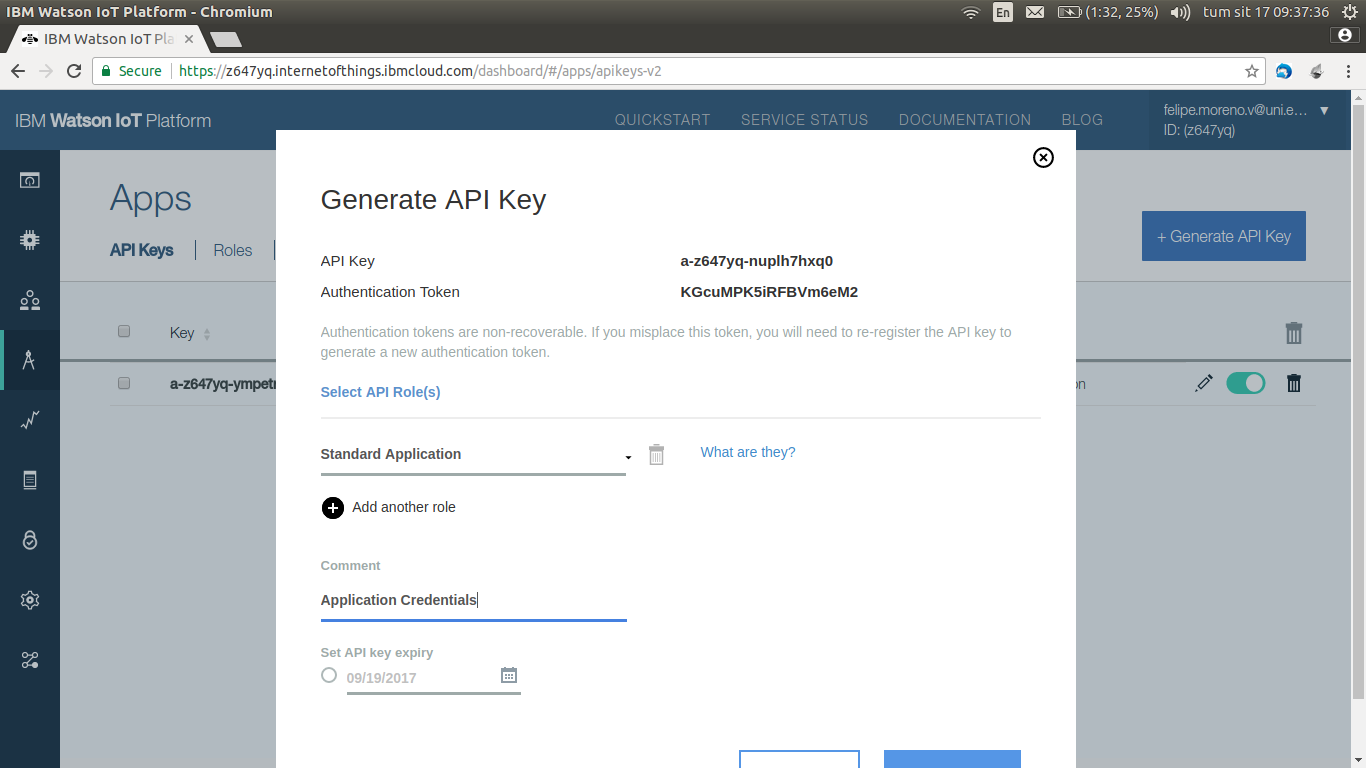 IBM Watson IoT Platform - Chromium
En
(1:32, 25%)
tum sit 17 09:37:36
IBM Watson IoT Pla
Secure
https://z647yq.internetofthings.ibmcloud.com/dashboard/#/apps/apikeys-v2
IBM Watson IoT Platform
QUICKSTART
SERVICE STATUS
DOCUMENTATION
BLOG
felipe.moreno.v@uni.e...
ID: (z647yq)
Apps
API Keys
Roles
+ Generate API Key
Key
a-z647yq-ympetr
on
Generate API Key
API Key
a-z647yq-nuplh7hxq0
Authentication Token
KGcuMPK5iRFBVm6eM2
Authentication tokens are non-recoverable. If you misplace this token, you will need to re-register the API key to
generate a new authentication token.
Select API Role(s)
Standard Application
What are they?
Add another role
Comment
Application Credentials
Set API key expiry
09/19/2017